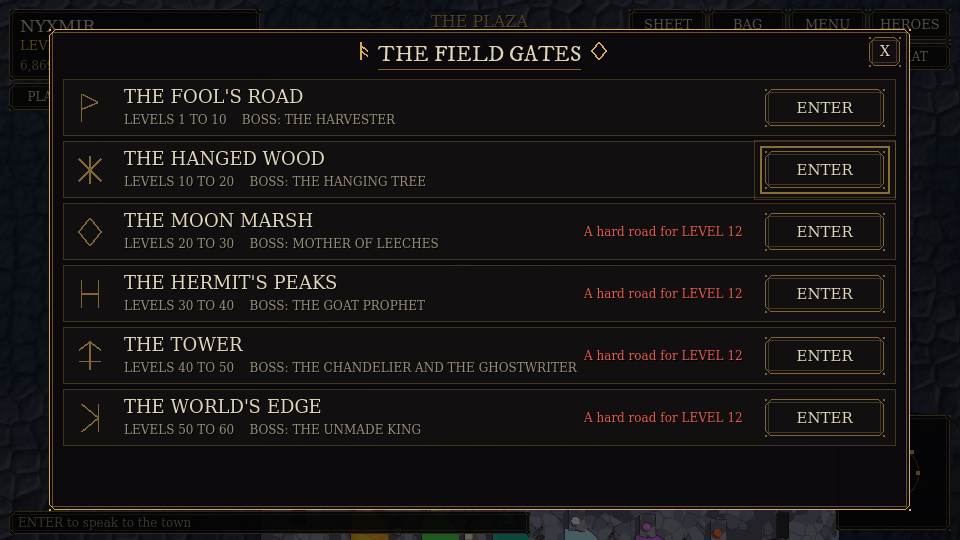 NYXMIR
THE PLAZA
SHEET
BAG
MENU
HEROES
THE FIELD GATES
X
THE FOOL'S ROAD
LEVELS 1 TO 10 BOSS: THE HARVESTER
ENTER
THE HANGED WOOD
LEVELS 10 TO 20 BOSS: THE HANGING TREE
ENTER
THE MOON MARSH
LEVELS 20 TO 30 BOSS: MOTHER OF LEECHES
A hard road for LEVEL 12
ENTER
THE HERMIT'S PEAKS
LEVELS 30 TO 40 BOSS: THE GOAT PROPHET
A hard road for LEVEL 12
ENTER
THE TOWER
LEVELS 40 TO 50 BOSS: THE CHANDELIER AND THE GHOSTWRITER
A hard road for LEVEL 12
ENTER
THE WORLD'S EDGE
LEVELS 50 TO 60 BOSS: THE UNMADE KING
A hard road for LEVEL 12
ENTER
ENTER to speak to the town